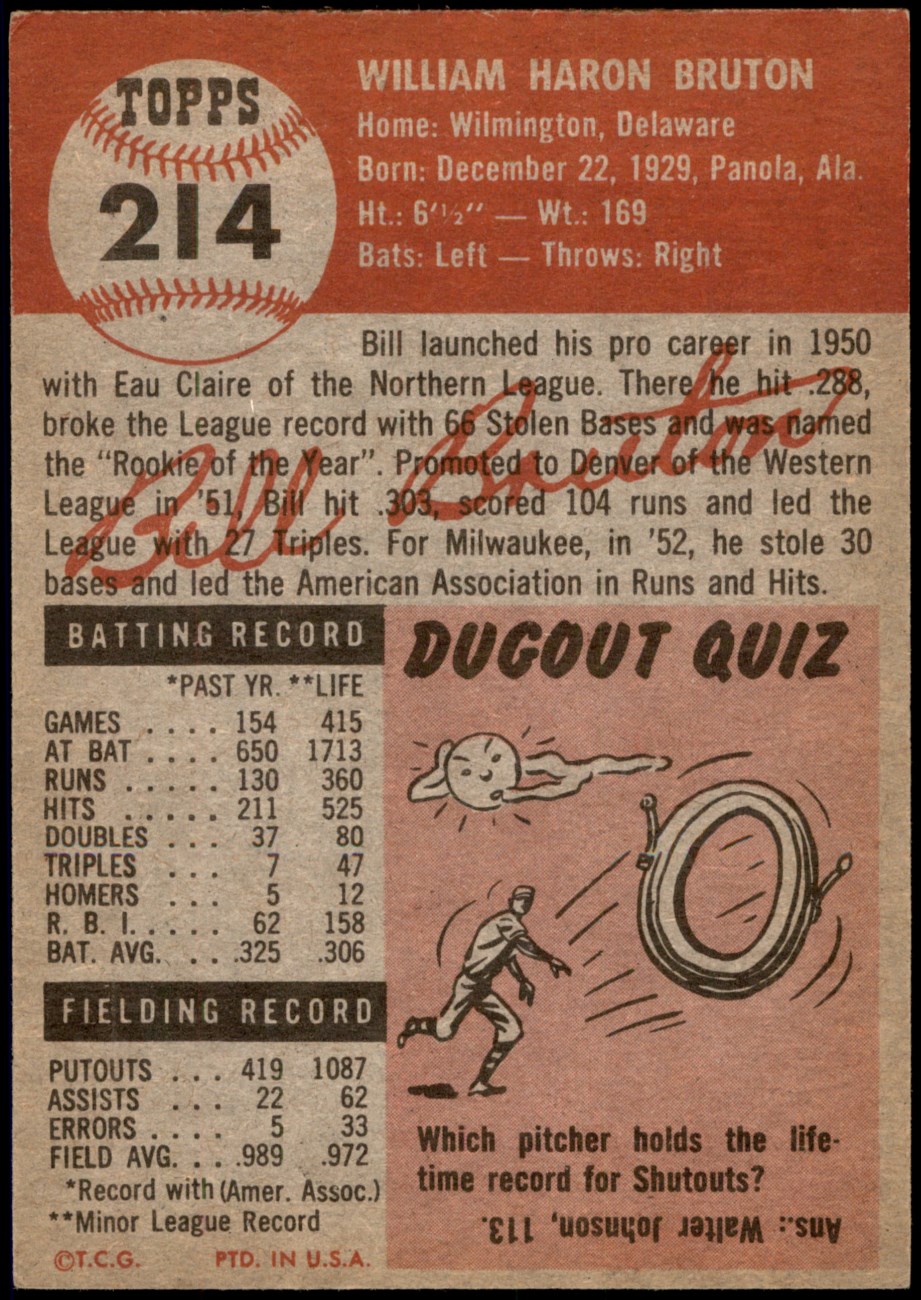 TOPPS
214
WILLIAM HARON BRUTON
Home: Wilmington, Delaware
Born: December 22, 1929, Panola, Ala.
Ht.: 6'½" — Wt.: 169
Bats: Left — Throws: Right
Bill launched his pro career in 1950
with Eau Claire of the Northern League. There he hit .288,
broke the League record with 66 Stolen Bases and was named
the "Rookie of the Year". Promoted to Denver of the Western
League in '51, Bill hit .303, scored 104 runs and led the
League with 27 Triples. For Milwaukee, in '52, he stole 30
bases and led the American Association in Runs and Hits.
Bill Bruton
BATTING RECORD
*PAST YR. **LIFE
GAMES .... 154 415
AT BAT .... 650 1713
RUNS ..... 130 360
HITS ..... 211 525
DOUBLES ... 37 80
TRIPLES ... 7 47
HOMERS ... 5 12
R. B. I..... 62 158
BAT. AVG. .. .325 .306
FIELDING RECORD
PUTOUTS ... 419 1087
ASSISTS ... 22 62
ERRORS .... 5 33
FIELD AVG. .. .989 .972
*Record with (Amer. Assoc.)
**Minor League Record
©T.C.G. PTD. IN U.S.A.
DUGOUT QUIZ
Which pitcher holds the life-
time record for Shutouts?
Ans.: Walter Johnson, 113.